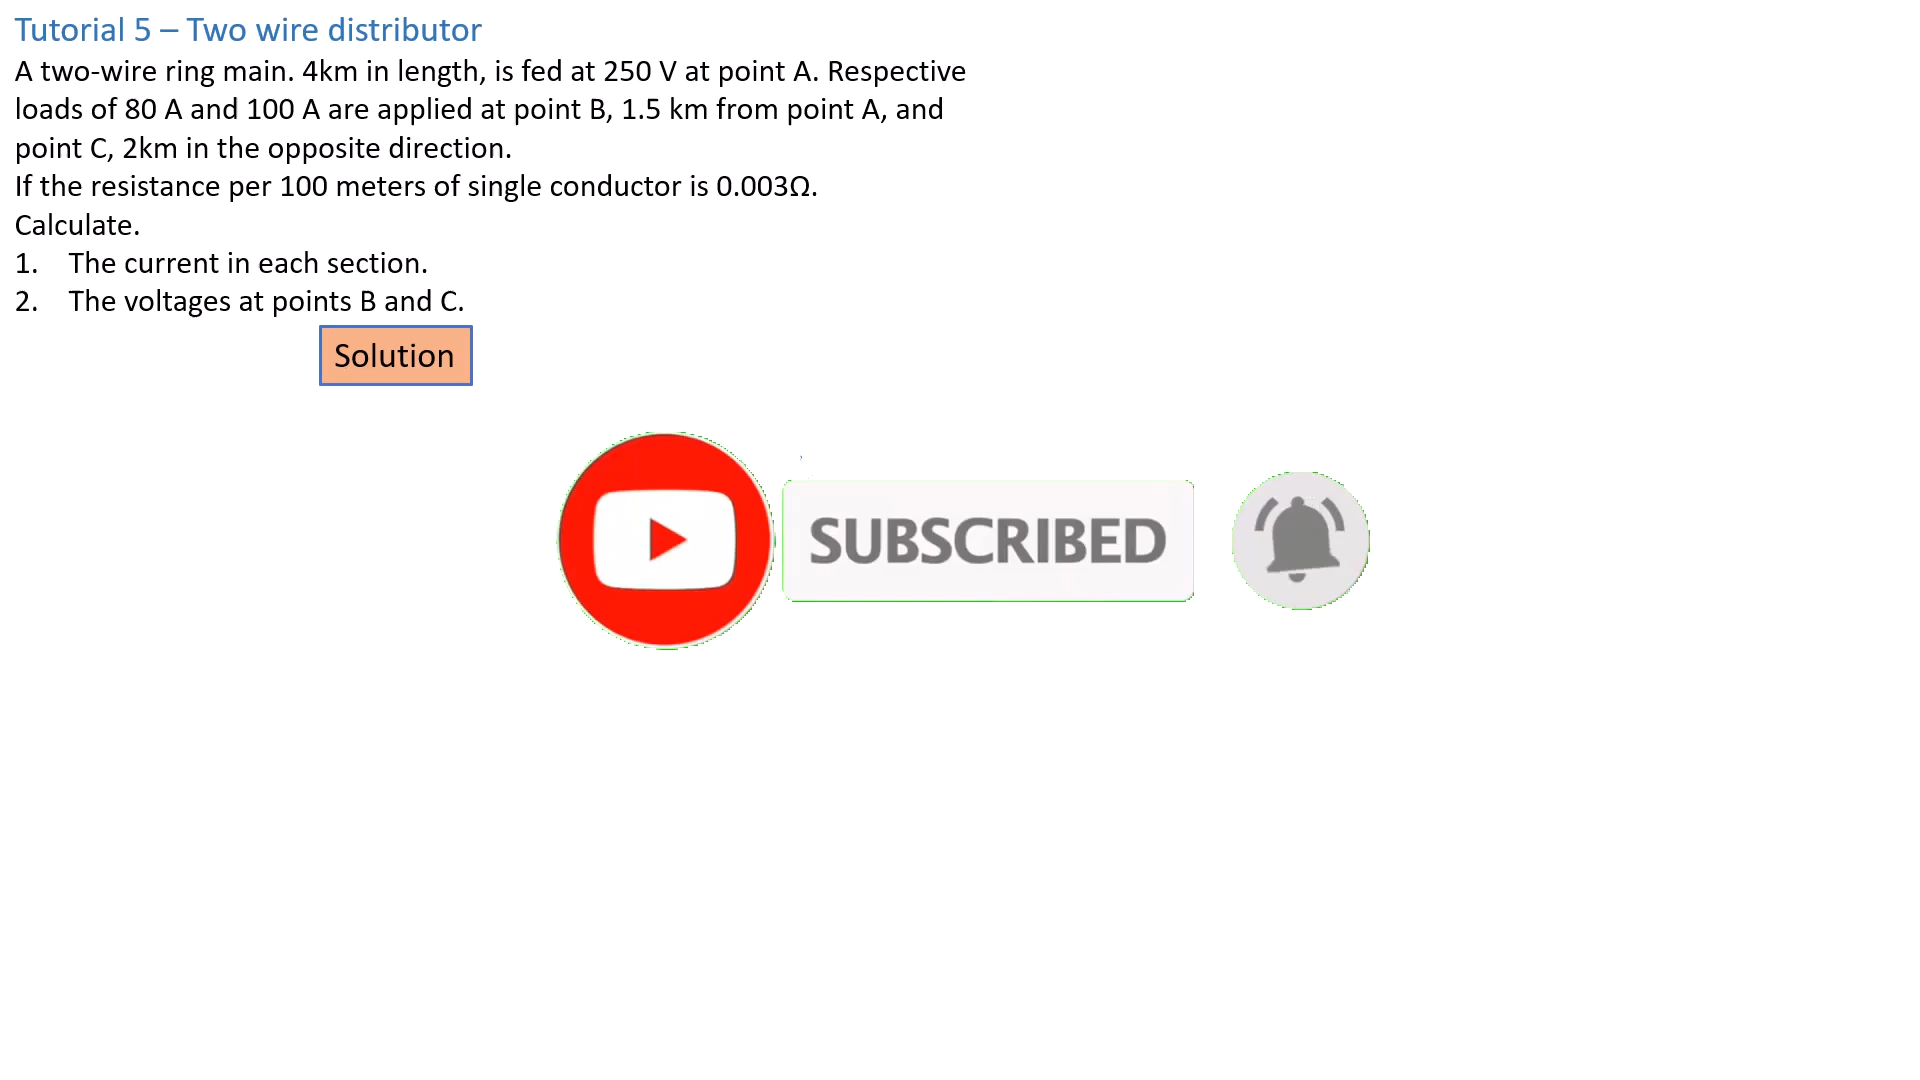 Tutorial 5 – Two wire distributor
A two-wire ring main. 4km in length, is fed at 250 V at point A. Respective
loads of 80 A and 100 A are applied at point B, 1.5 km from point A, and
point C, 2km in the opposite direction.
If the resistance per 100 meters of single conductor is 0.003Ω.
Calculate.
1. The current in each section.
2. The voltages at points B and C.
Solution
SUBSCRIBED